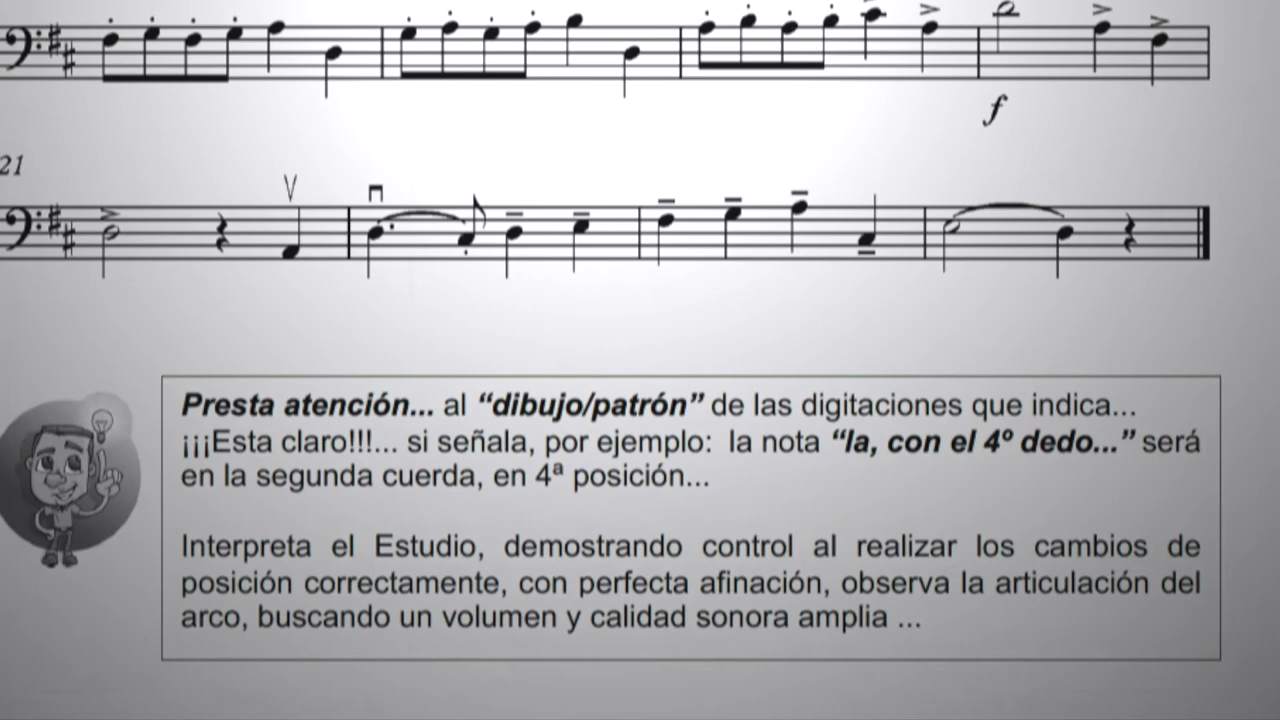 f
21
Presta atención... al “dibujo/patrón” de las digitaciones que indica...
¡¡¡Esta claro!!!... si señala, por ejemplo: la nota “la, con el 4º dedo...” será
en la segunda cuerda, en 4ª posición...
Interpreta el Estudio, demostrando control al realizar los cambios de
posición correctamente, con perfecta afinación, observa la articulación del
arco, buscando un volumen y calidad sonora amplia ...